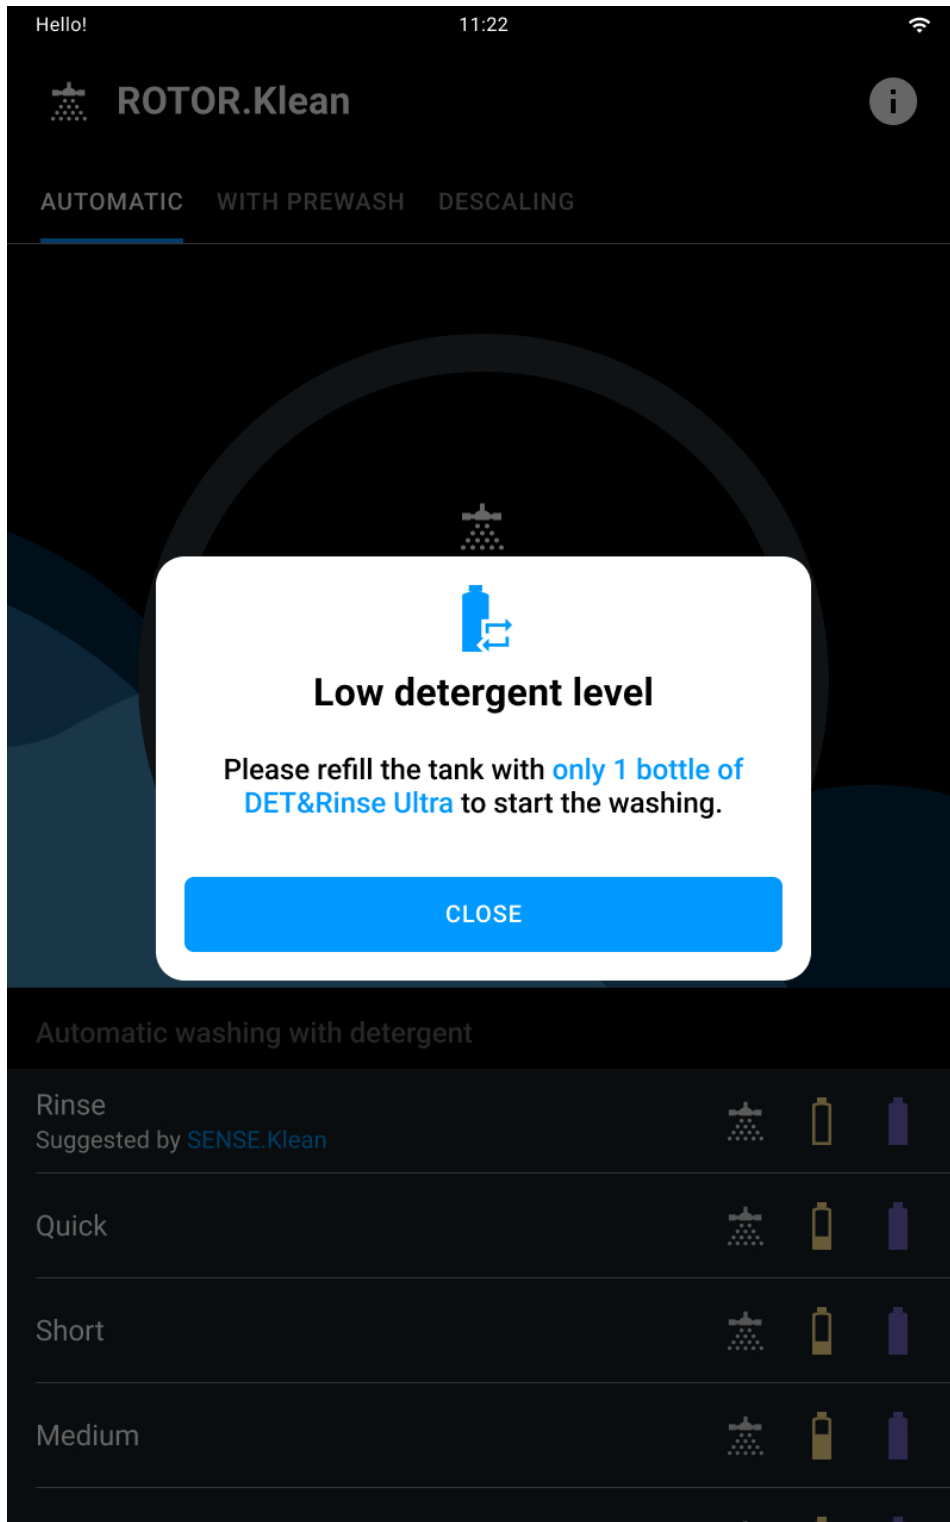 Hello!
11:22
ROTOR.Klean
AUTOMATIC
WITH PREWASH
DESCALING
Low detergent level
Please refill the tank with only 1 bottle of
DET&Rinse Ultra to start the washing.
CLOSE
Automatic washing with detergent
Rinse
Suggested by SENSE.Klean
Quick
Short
Medium